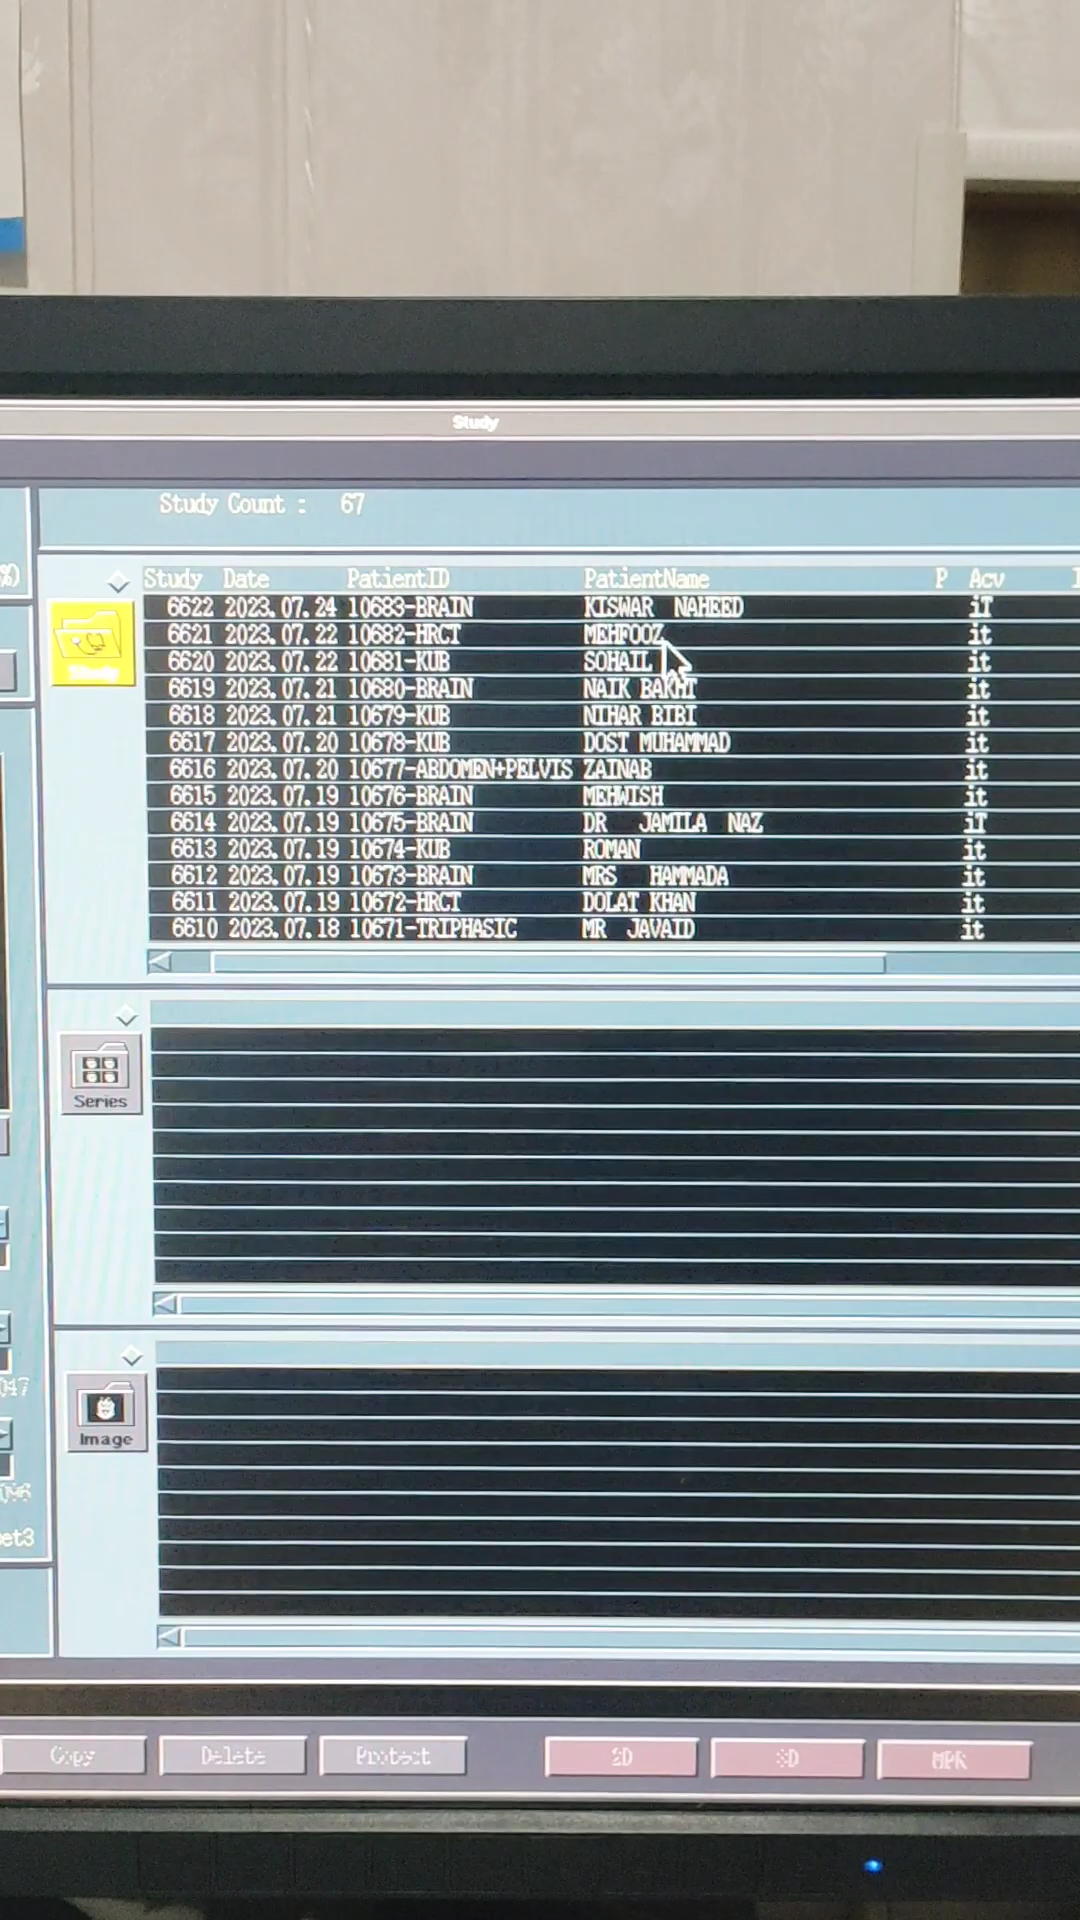 Study
Study Count : 67
%)
Study Date PatientID PatientName P Acv
6622 2023.07.24 10683-BRAIN KISWAR NAHEED iT
6621 2023.07.22 10682-HRCT MEHFOOZ it
6620 2023.07.22 10681-KUB SOHAIL it
6619 2023.07.21 10680-BRAIN NAIK BAKHT it
6618 2023.07.21 10679-KUB NIHAR BIBI it
6617 2023.07.20 10678-KUB DOST MUHAMMAD it
6616 2023.07.20 10677-ABDOMEN+PELVIS ZAINAB it
6615 2023.07.19 10676-BRAIN MEHWISH it
6614 2023.07.19 10675-BRAIN DR JAMILA NAZ iT
6613 2023.07.19 10674-KUB ROMAN it
6612 2023.07.19 10673-BRAIN MRS HAMMADA it
6611 2023.07.19 10672-HRCT DOLAT KHAN it
6610 2023.07.18 10671-TRIPHASIC MR JAVAID it
Study
Series
047
Image
096
et3
Copy Delete Protect 2D 3D MPR